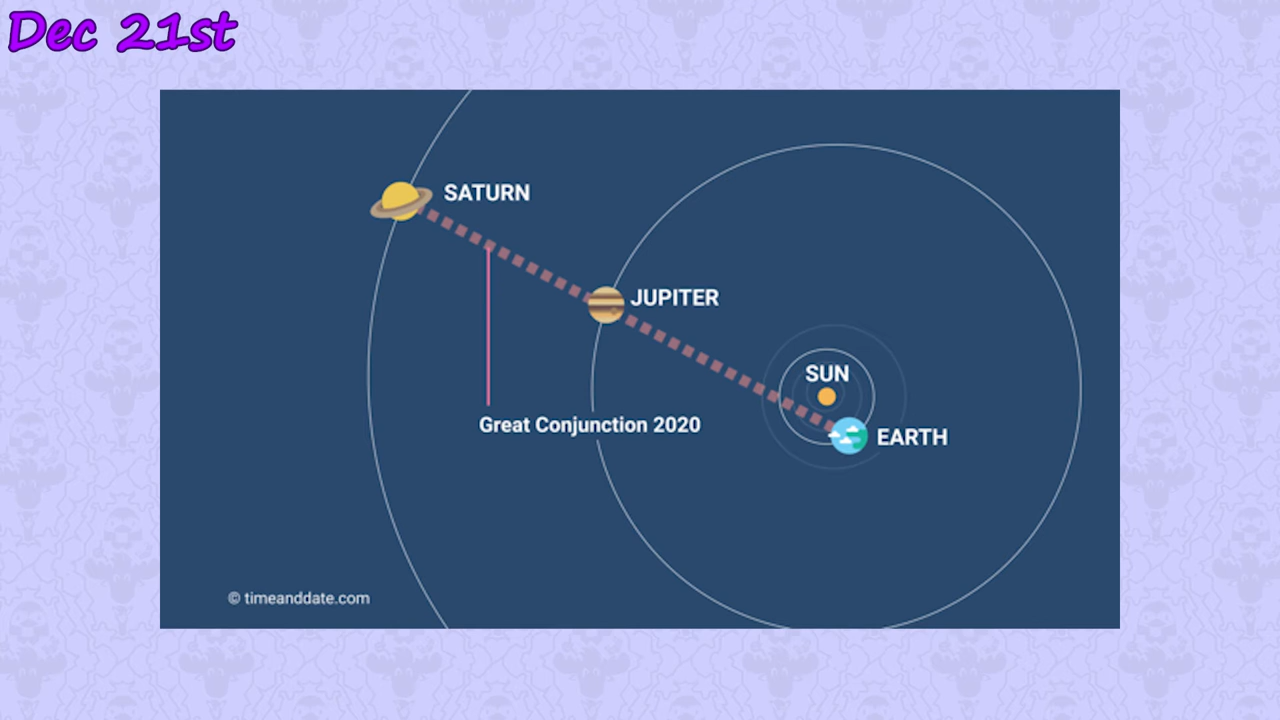 Dec 21st
SATURN
JUPITER
SUN
Great Conjunction 2020
EARTH
© timeanddate.com